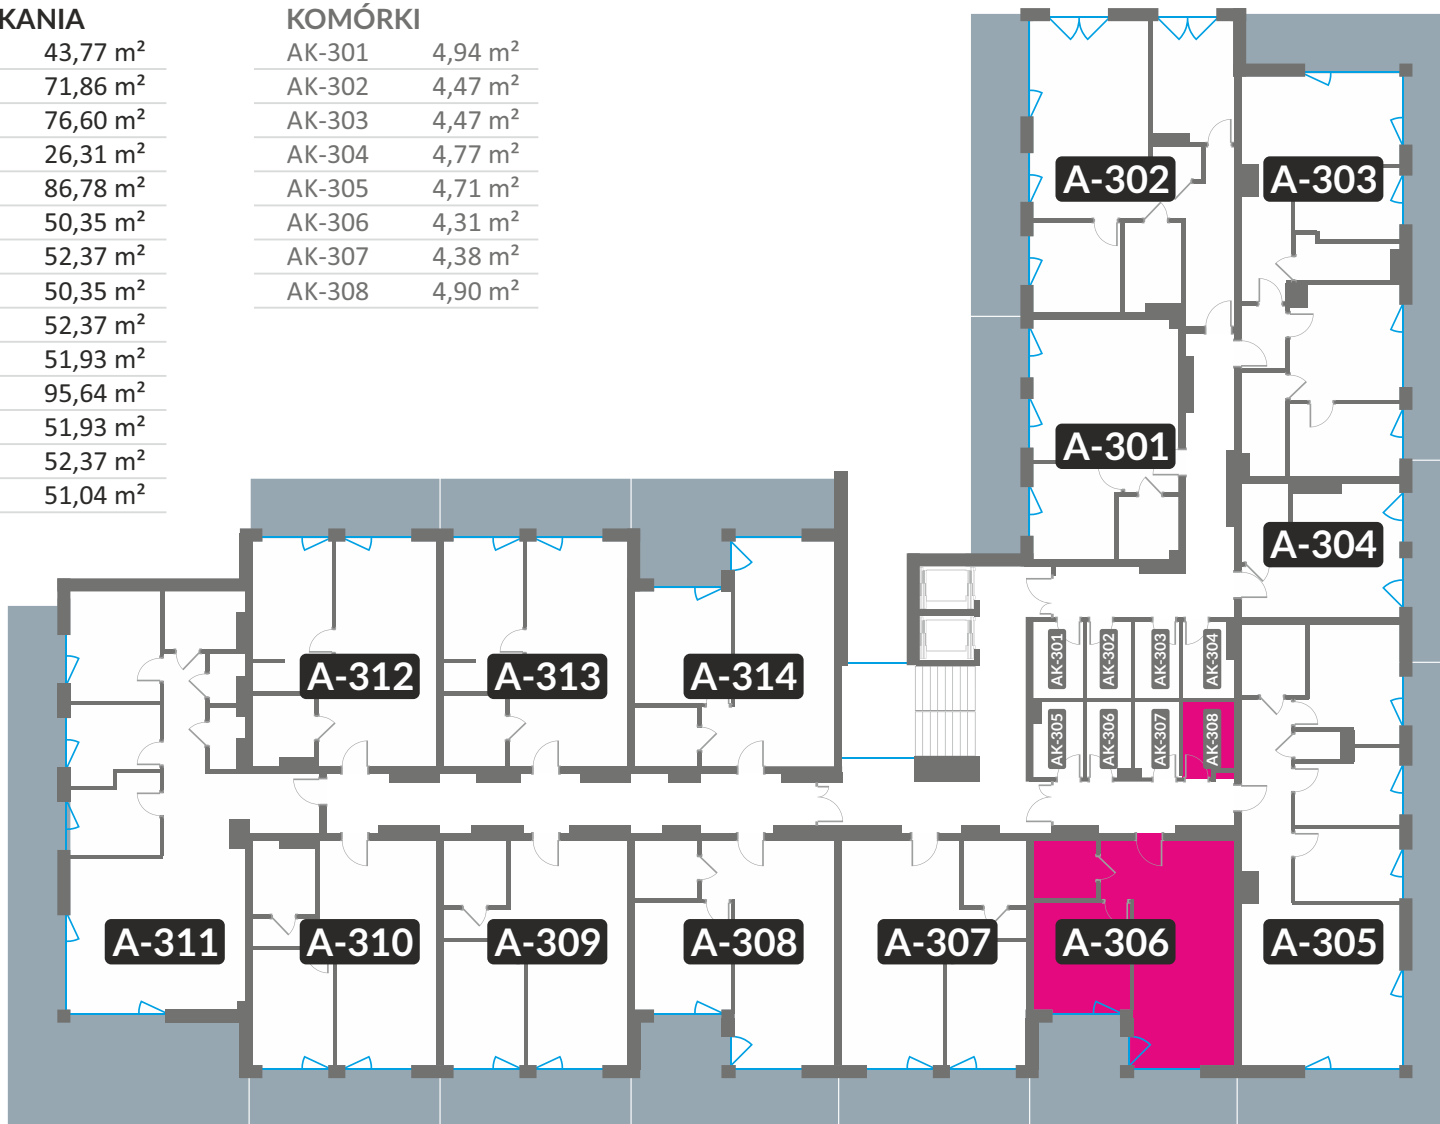 KANIA
43,77 m²
71,86 m²
76,60 m²
26,31 m²
86,78 m²
50,35 m²
52,37 m²
50,35 m²
52,37 m²
51,93 m²
95,64 m²
51,93 m²
52,37 m²
51,04 m²
KOMÓRKI
AK-301 4,94 m²
AK-302 4,47 m²
AK-303 4,47 m²
AK-304 4,77 m²
AK-305 4,71 m²
AK-306 4,31 m²
AK-307 4,38 m²
AK-308 4,90 m²
A-302
A-303
A-301
A-304
AK-301
AK-302
AK-303
AK-304
A-312
A-313
A-314
AK-305
AK-306
AK-307
AK-308
A-311
A-310
A-309
A-308
A-307
A-306
A-305